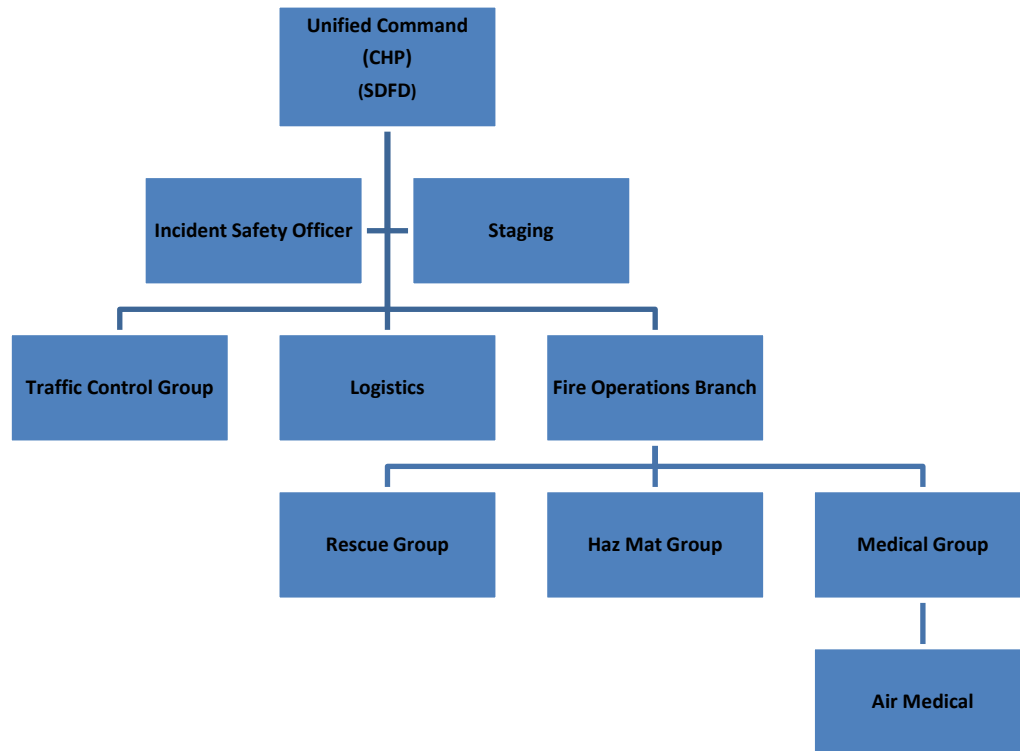 Unified Command
(CHP)
(SDFD)
Incident Safety Officer
Staging
Traffic Control Group
Logistics
Fire Operations Branch
Rescue Group
Haz Mat Group
Medical Group
Air Medical